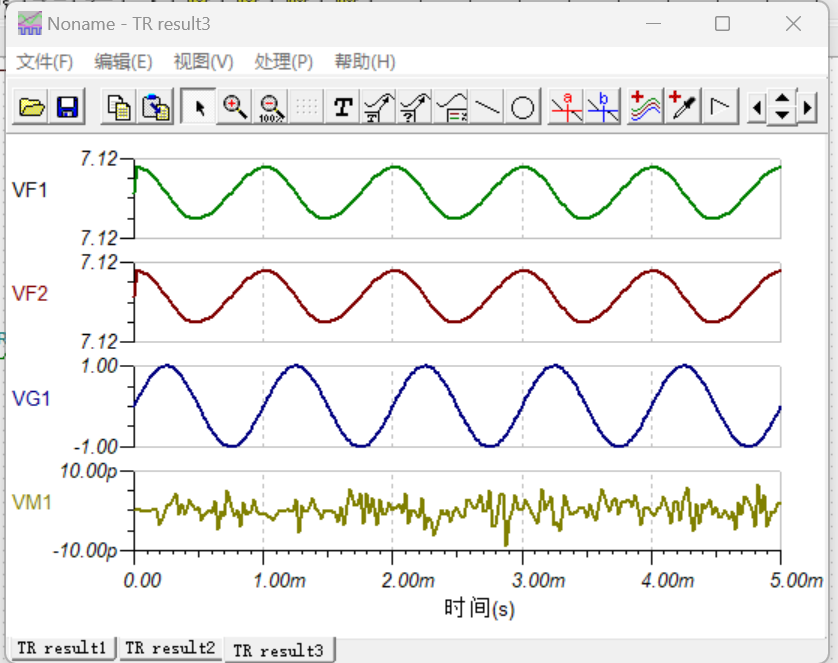 Noname - TR result3
文件(F) 编辑(E) 视图(V) 处理(P) 帮助(H)
100% T T ? a b
7.12
VF1
7.12
7.12
VF2
7.12
1.00
VG1
-1.00
10.00p
VM1
-10.00p
0.00 1.00m 2.00m 3.00m 4.00m 5.00m
时间(s)
TR result1 TR result2 TR result3